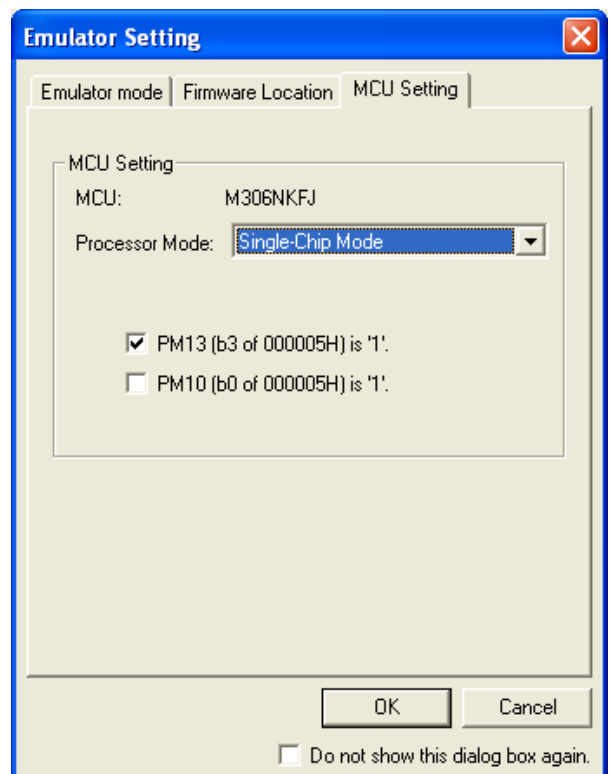 Emulator Setting
Emulator mode
Firmware Location
MCU Setting
MCU Setting
MCU: M306NKFJ
Processor Mode: Single-Chip Mode
PM13 (b3 of 000005H) is '1'.
PM10 (b0 of 000005H) is '1'.
OK
Cancel
Do not show this dialog box again.